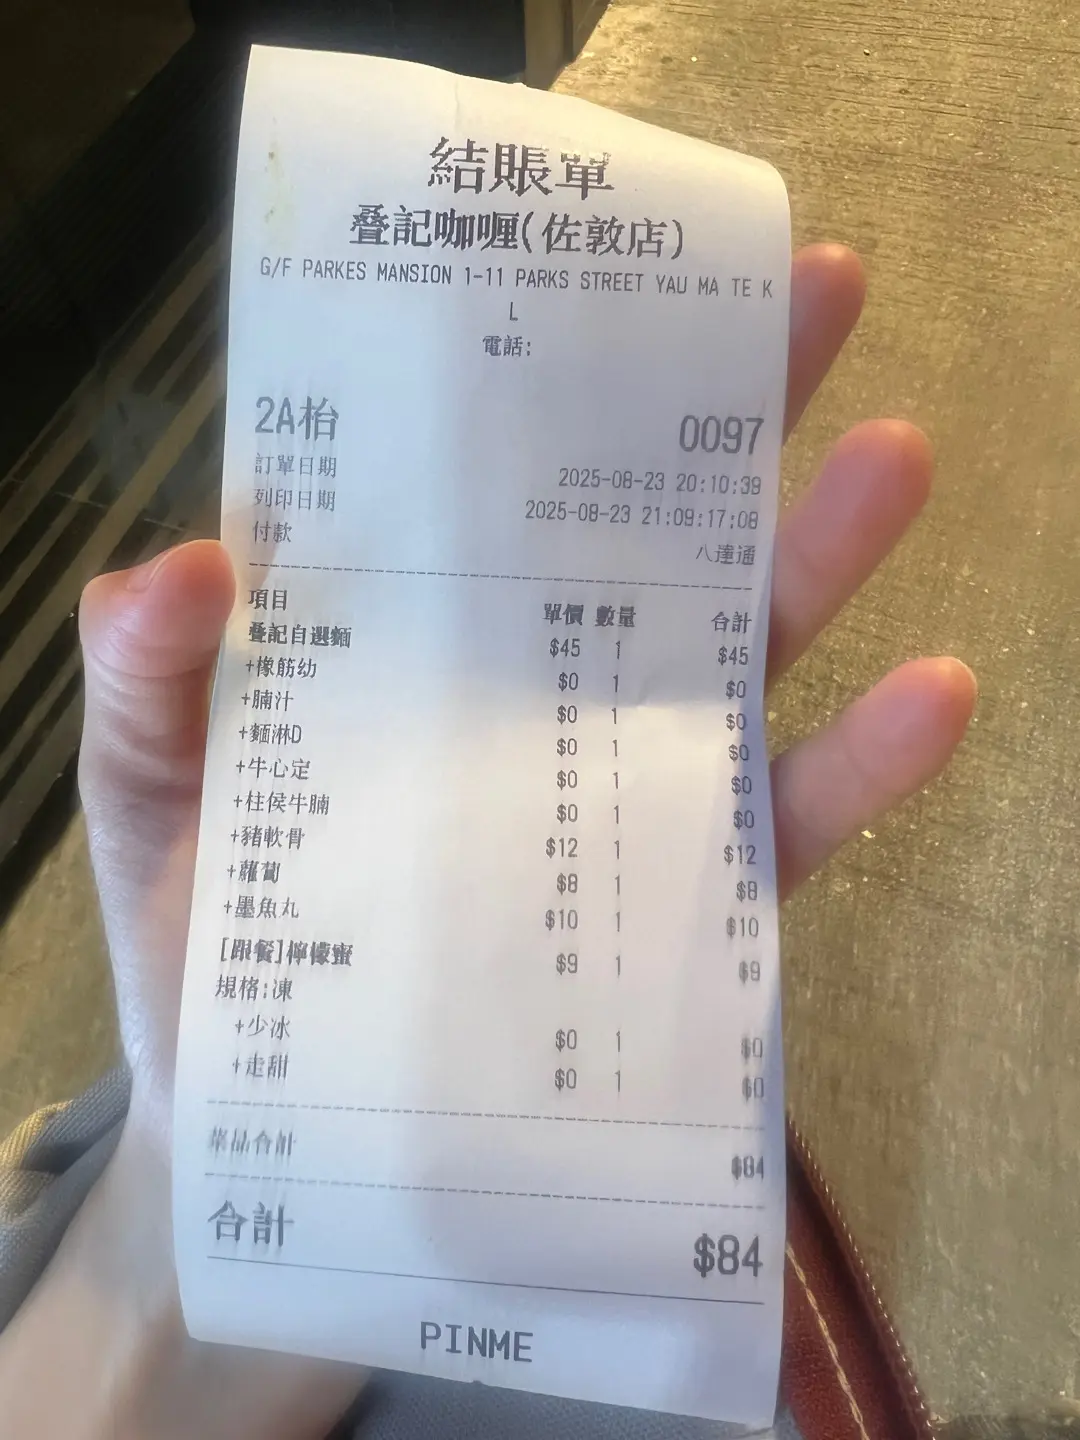 結賬單
叠記咖喱(佐敦店)
G/F PARKES MANSION 1-11 PARKS STREET YAU MA TE K
L
電話:
2A枱 0097
訂單日期 2025-08-23 20:10:39
列印日期 2025-08-23 21:09:17:08
付款 八達通
項目 單價 數量 合計
叠記自選麵 $45 1 $45
+橡筋幼 $0 1 $0
+腩汁 $0 1 $0
+麵淋D $0 1 $0
+牛心定 $0 1 $0
+柱侯牛腩 $0 1 $0
+豬軟骨 $12 1 $12
+蘿蔔 $8 1 $8
+墨魚丸 $10 1 $10
[跟餐]檸檬蜜 $9 1 $9
規格:凍
+少冰 $0 1 $0
+走甜 $0 1 $0
單品合計 $84
合計 $84
PINME